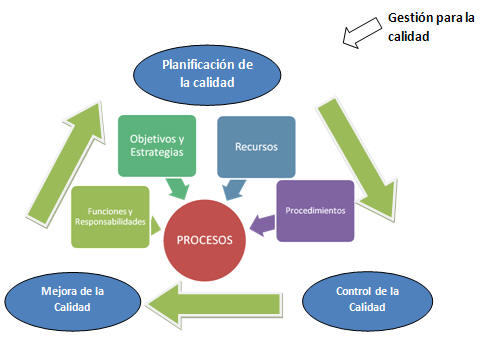 Gestión para la
calidad
Planificación de
la calidad
Objetivos y
Estrategias
Recursos
Funciones y
Responsabilidades
Procedimientos
PROCESOS
Mejora de la
Calidad
Control de la
Calidad